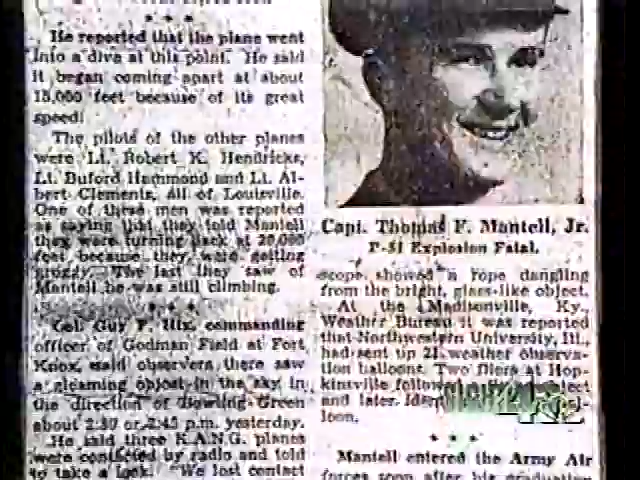 He reported that the plane went
into a dive at this point. He said
it began coming apart at about
15,000 feet because of its great
speed.
The pilots of the other planes
were Lt. Robert K. Hendricks,
Lt. Buford Hammond and Lt. Al-
bert Clements, all of Louisville.
One of these men was reported
as saying that they told Mantell
they were turning back at 20,000
feet because they were getting
groggy. The last they saw of
Mantell he was still climbing.
Col. Guy F. Hix, commanding
officer of Godman Field at Fort
Knox, said observers there saw
a gleaming object in the sky in
the direction of Bowling Green
about 2:30 or 2:45 p.m. yesterday.
He said three K.A.N.G. planes
were contacted by radio and told
to take a look. "We lost contact
Capt. Thomas F. Mantell, Jr.
P-51 Explosion Fatal.
scope showed a rope dangling
from the bright, glass-like object.
At the Madisonville, Ky.,
Weather Bureau it was reported
that Northwestern University, Ill.,
had sent up 21 weather observa-
tion balloons. Two fliers at Hop-
kinsville followed
and later
loon.
Mantell entered the Army Air
forces soon after his graduation